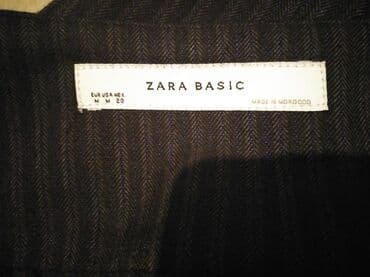 ZARA BASIC
EUR USA MEX
M M 28
MADE IN MOROCCO